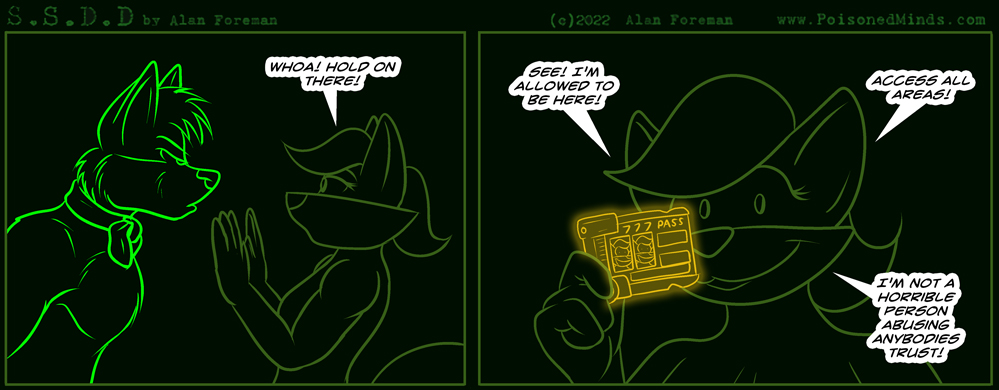 S.S.D.D by Alan Foreman
(c)2022 Alan Foreman
www.PoisonedMinds.com
WHOA! HOLD ON
THERE!
SEE! I'M
ALLOWED TO
BE HERE!
ACCESS ALL
AREAS!
777 PASS
I'M NOT A
HORRIBLE
PERSON
ABUSING
ANYBODIES
TRUST!